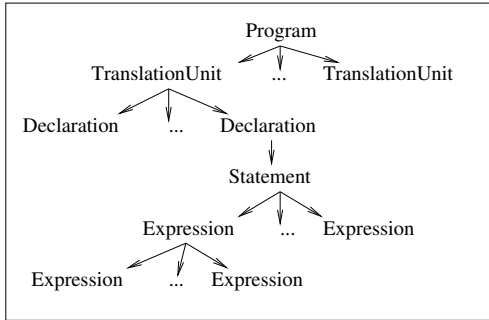 Program
TranslationUnit ... TranslationUnit
Declaration ... Declaration
Statement
Expression ... Expression
Expression ... Expression